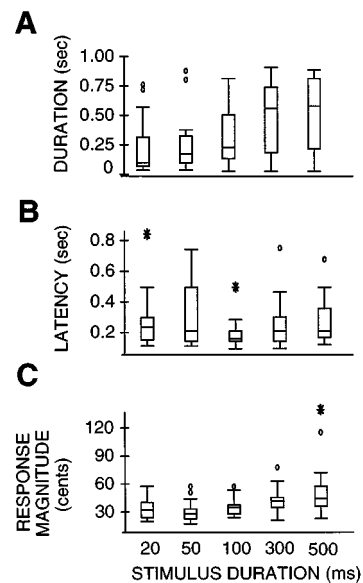 A
DURATION (sec)
1.00
0.75
0.50
0.25
0
B
LATENCY (sec)
0.8
0.6
0.4
0.2
C
RESPONSE
MAGNITUDE
(cents)
120
90
60
30
20 50 100 300 500
STIMULUS DURATION (ms)